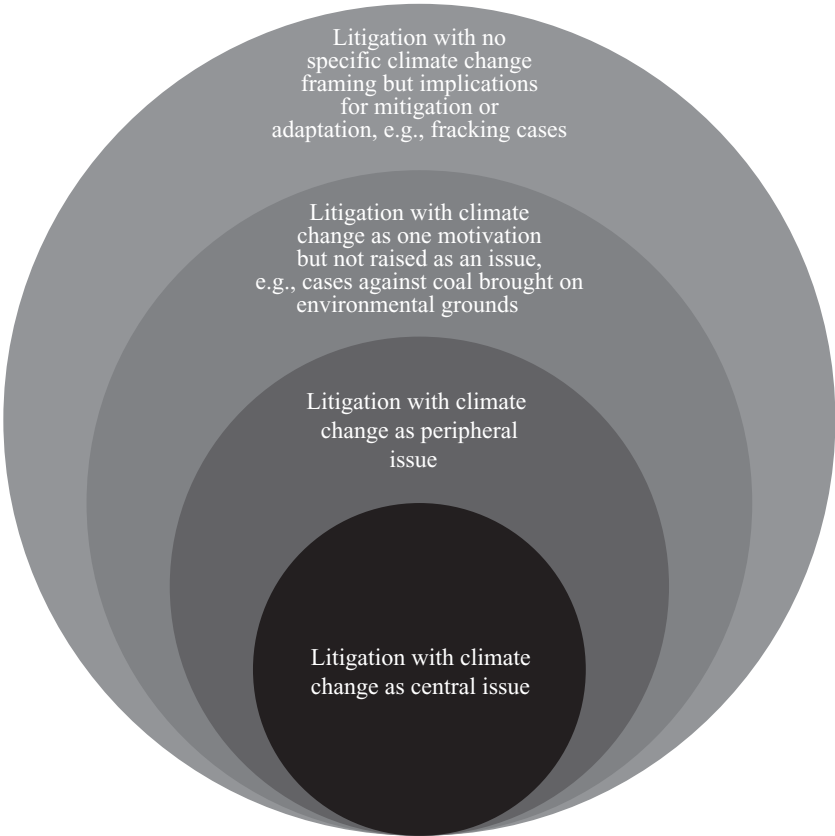 Litigation with no
specific climate change
framing but implications
for mitigation or
adaptation, e.g., fracking cases
Litigation with climate
change as one motivation
but not raised as an issue,
e.g., cases against coal brought on
environmental grounds
Litigation with climate
change as peripheral
issue
Litigation with climate
change as central issue